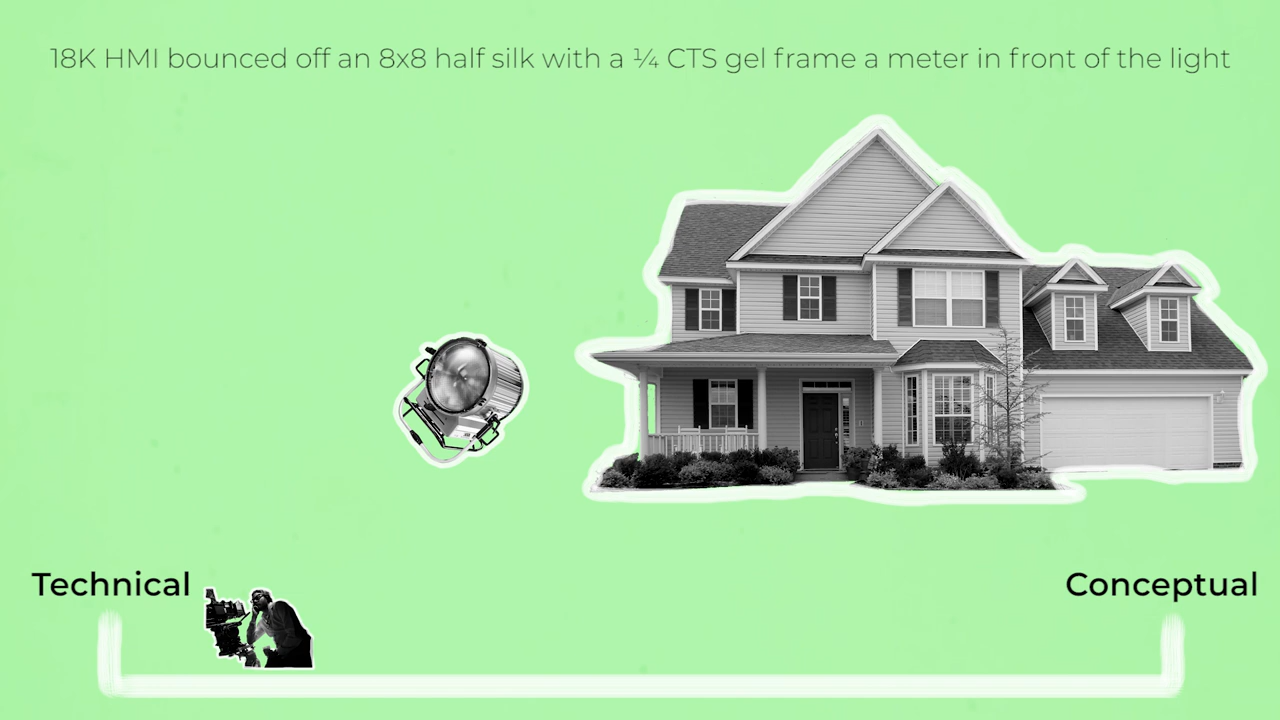 18K HMI bounced off an 8x8 half silk with a ¼ CTS gel frame a meter in front of the light
Technical
Conceptual